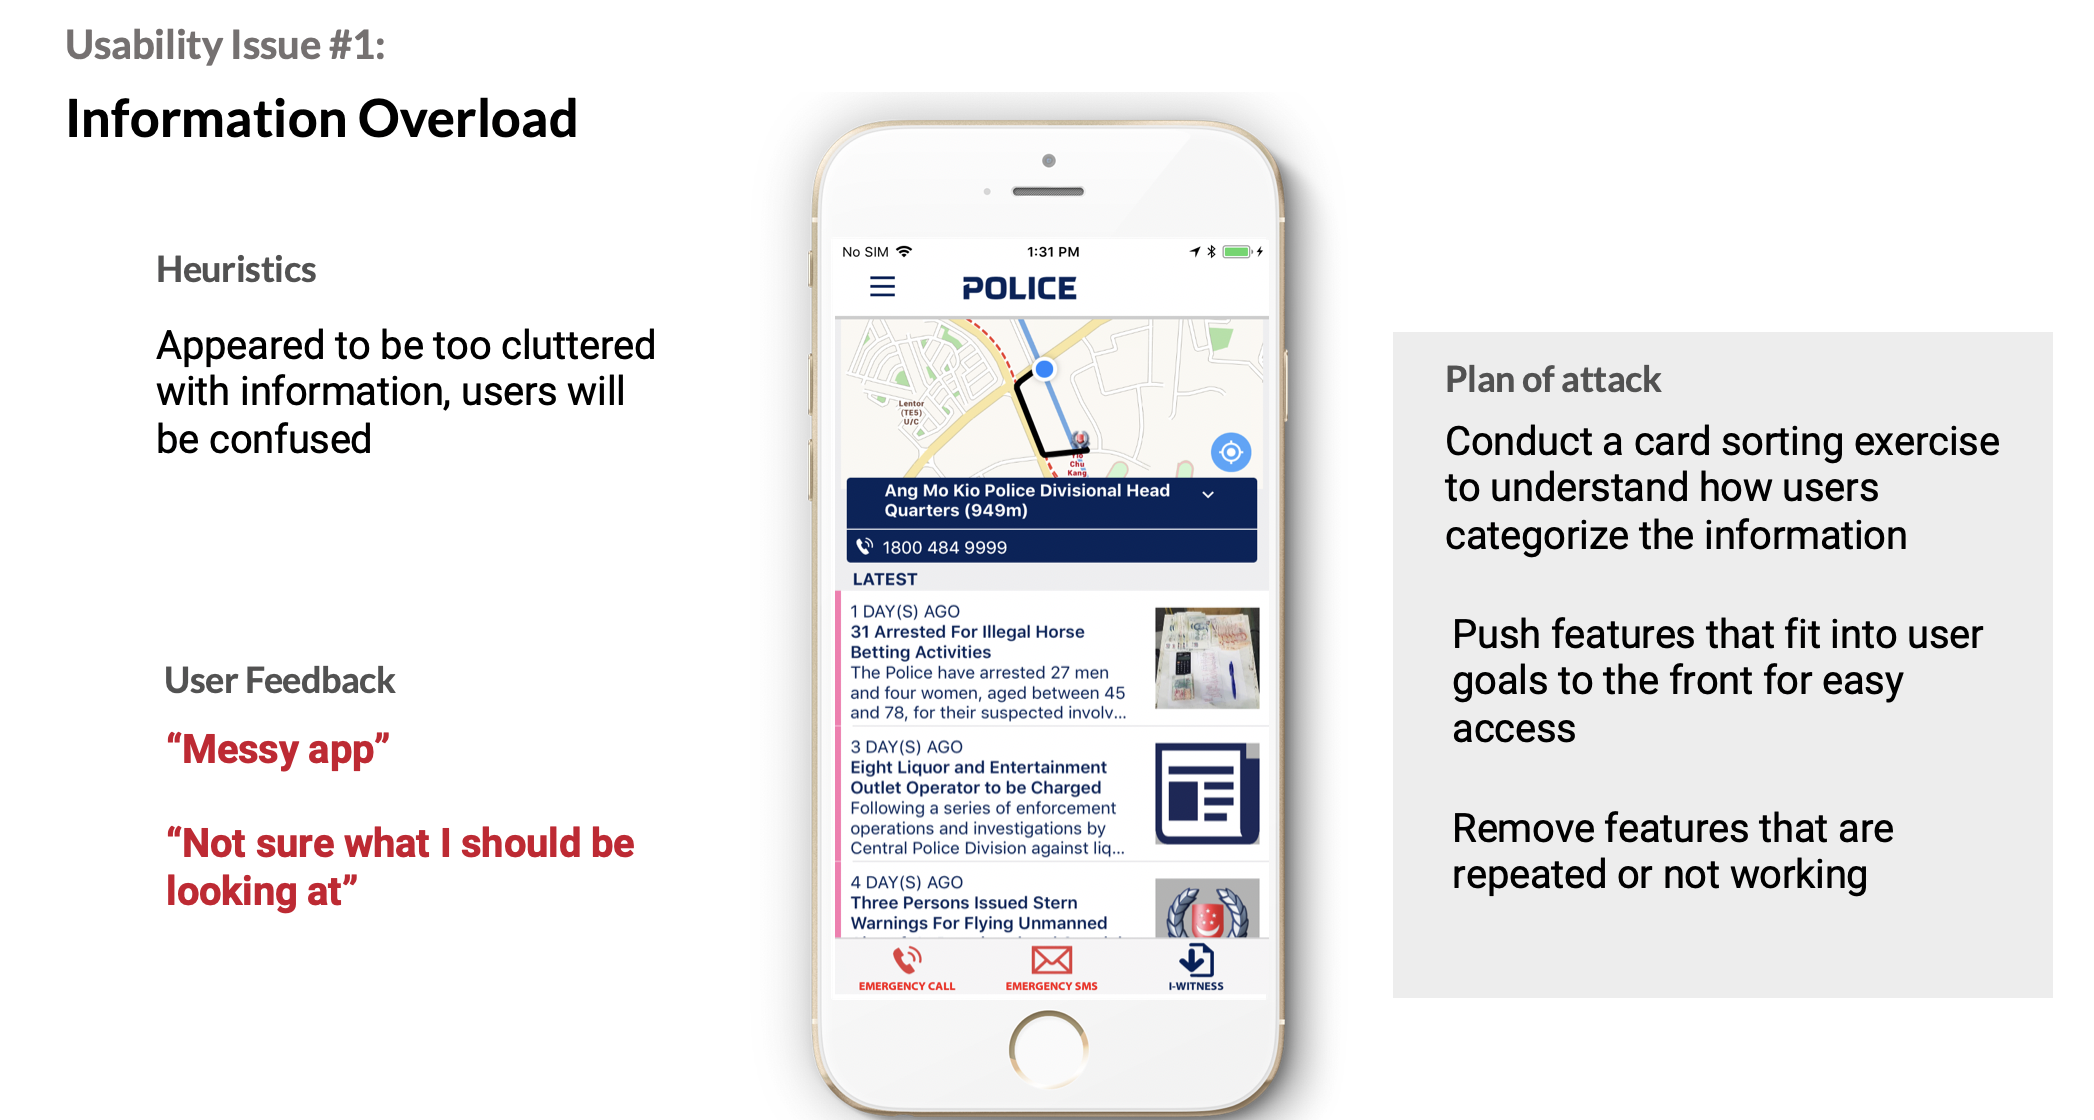 Usability Issue #1:
Information Overload
Heuristics
Appeared to be too cluttered
with information, users will
be confused
User Feedback
“Messy app”
“Not sure what I should be
looking at”
No SIM
1:31 PM
POLICE
Lentor
(TE5)
U/C
Chu
Kang
Ang Mo Kio Police Divisional Head
Quarters (949m)
1800 484 9999
LATEST
1 DAY(S) AGO
31 Arrested For Illegal Horse
Betting Activities
The Police have arrested 27 men
and four women, aged between 45
and 78, for their suspected involv...
3 DAY(S) AGO
Eight Liquor and Entertainment
Outlet Operator to be Charged
Following a series of enforcement
operations and investigations by
Central Police Division against liq...
4 DAY(S) AGO
Three Persons Issued Stern
Warnings For Flying Unmanned
EMERGENCY CALL
EMERGENCY SMS
I-WITNESS
Plan of attack
Conduct a card sorting exercise
to understand how users
categorize the information
Push features that fit into user
goals to the front for easy
access
Remove features that are
repeated or not working